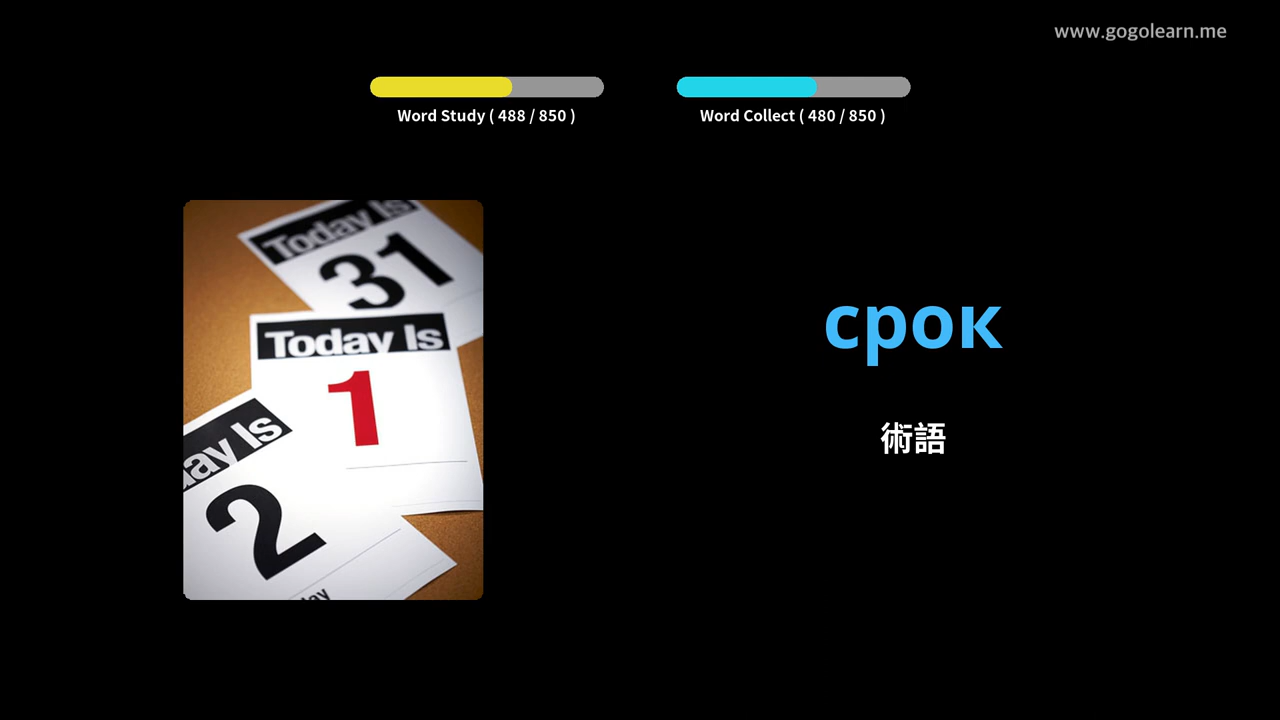 www.gogolearn.me
Word Study ( 488 / 850 )
Word Collect ( 480 / 850 )
Today Is
31
Today Is
1
ay Is
2
ay
срок
術語